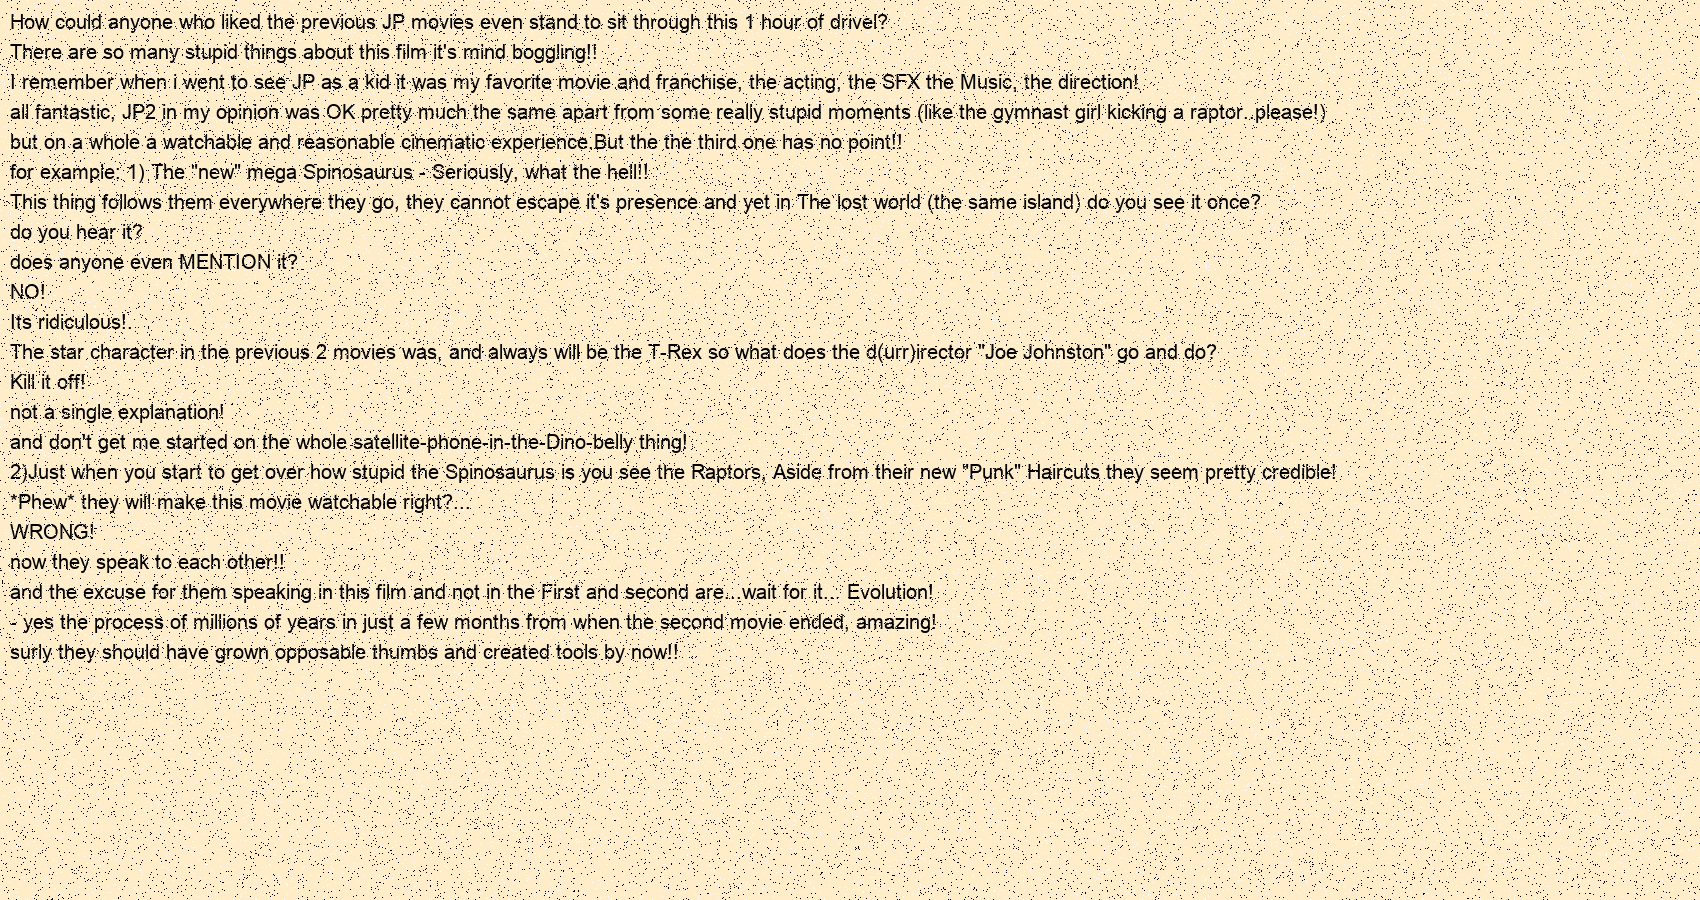 How could anyone who liked the previous JP movies even stand to sit through this 1 hour of drivel?
There are so many stupid things about this film it's mind boggling!!
I remember when i went to see JP as a kid it was my favorite movie and franchise, the acting, the SFX the Music, the direction!
all fantastic, JP2 in my opinion was OK pretty much the same apart from some really stupid moments (like the gymnast girl kicking a raptor..please!)
but on a whole a watchable and reasonable cinematic experience.But the the third one has no point!!
for example: 1) The "new" mega Spinosaurus - Seriously, what the hell!!
This thing follows them everywhere they go, they cannot escape it's presence and yet in The lost world (the same island) do you see it once?
do you hear it?
does anyone even MENTION it?
NO!
Its ridiculous!.
The star character in the previous 2 movies was, and always will be the T-Rex so what does the d(urr)irector "Joe Johnston" go and do?
Kill it off!
not a single explanation!
and don't get me started on the whole satellite-phone-in-the-Dino-belly thing!
2)Just when you start to get over how stupid the Spinosaurus is you see the Raptors, Aside from their new "Punk" Haircuts they seem pretty credible!
*Phew* they will make this movie watchable right?...
WRONG!
now they speak to each other!!
and the excuse for them speaking in this film and not in the First and second are...wait for it... Evolution!
- yes the process of millions of years in just a few months from when the second movie ended, amazing!
surly they should have grown opposable thumbs and created tools by now!!